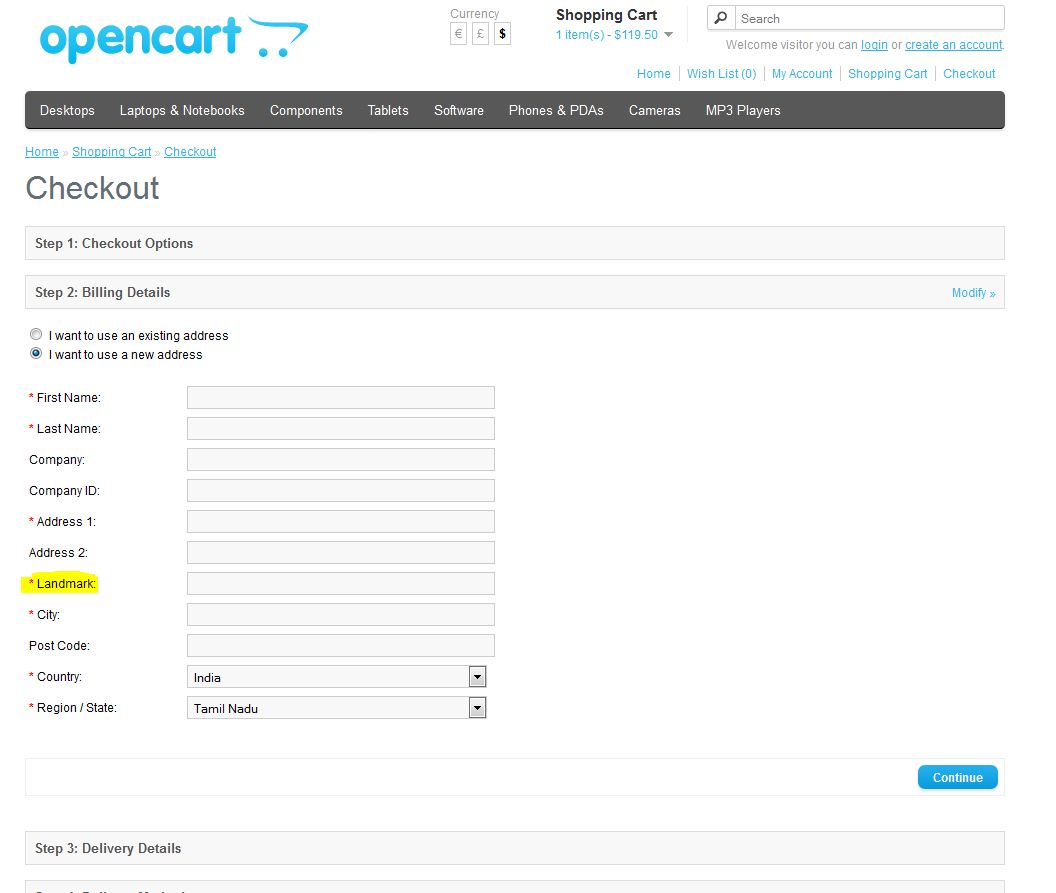 opencart
Currency
€ £ $
Shopping Cart
1 item(s) - $119.50
Search
Welcome visitor you can login or create an account.
Home Wish List (0) My Account Shopping Cart Checkout
Desktops Laptops & Notebooks Components Tablets Software Phones & PDAs Cameras MP3 Players
Home » Shopping Cart » Checkout
Checkout
Step 1: Checkout Options
Step 2: Billing Details Modify »
I want to use an existing address
I want to use a new address
* First Name:
* Last Name:
Company:
Company ID:
* Address 1:
Address 2:
* Landmark:
* City:
Post Code:
* Country: India
* Region / State: Tamil Nadu
Continue
Step 3: Delivery Details